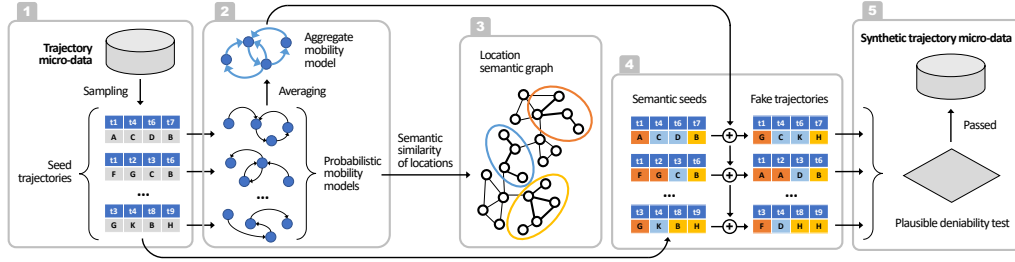 1
Trajectory
micro-data
Sampling
t1 t4 t6 t7
A C D B
Seed
trajectories
t1 t2 t3 t6
F G C B
...
t3 t4 t8 t9
G K B H
2
Aggregate
mobility
model
Averaging
Probabilistic
mobility
models
...
Semantic
similarity
of locations
3
Location
semantic graph
4
Semantic seeds
t1 t4 t6 t7
A C D B
t1 t2 t3 t6
F G C B
...
t3 t4 t8 t9
G K B H
+
+
+
Fake trajectories
t1 t4 t6 t7
G C K H
t1 t2 t3 t6
A A D B
...
t3 t4 t8 t9
F D H H
5
Synthetic trajectory micro-data
Passed
Plausible deniability test